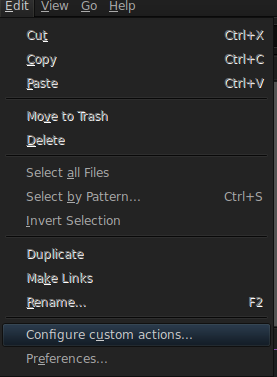 Edit View Go Help
Cut Ctrl+X
Copy Ctrl+C
Paste Ctrl+V
Move to Trash
Delete
Select all Files
Select by Pattern... Ctrl+S
Invert Selection
Duplicate
Make Links
Rename... F2
Configure custom actions...
Preferences...